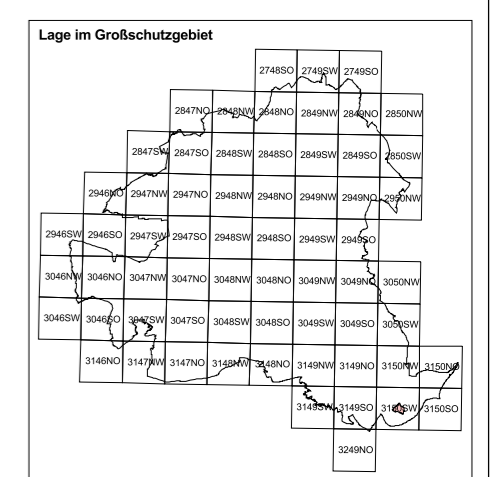 Lage im Großschutzgebiet
2748SO 2749SW 2749SO
2847NO 2848NW 2848NO 2849NW 2849NO 2850NW
2847SW 2847SO 2848SW 2848SO 2849SW 2849SO 2850SW
2946NO 2947NW 2947NO 2948NW 2948NO 2949NW 2949NO 2950NW
2946SW 2946SO 2947SW 2947SO 2948SW 2948SO 2949SW 2949SO
3046NW 3046NO 3047NW 3047NO 3048NW 3048NO 3049NW 3049NO 3050NW
3046SW 3046SO 3047SW 3047SO 3048SW 3048SO 3049SW 3049SO 3050SW
3146NO 3147NW 3147NO 3148NW 3148NO 3149NW 3149NO 3150NW 3150NO
3149SW 3149SO 3150SW 3150SO
3249NO